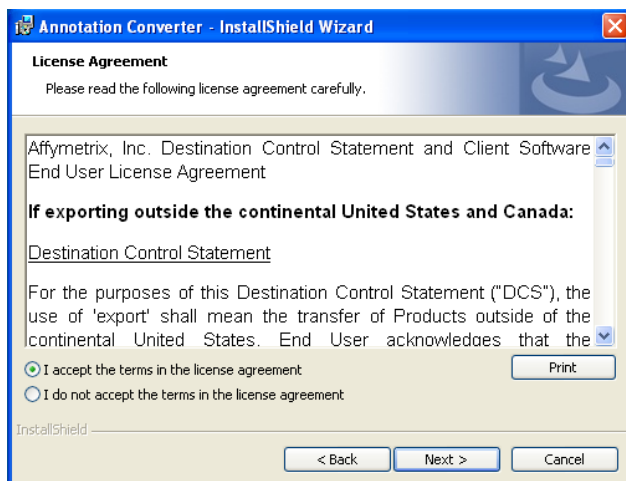 Annotation Converter - InstallShield Wizard
License Agreement
Please read the following license agreement carefully.
Affymetrix, Inc. Destination Control Statement and Client Software
End User License Agreement
If exporting outside the continental United States and Canada:
Destination Control Statement
For the purposes of this Destination Control Statement ("DCS"), the
use of 'export' shall mean the transfer of Products outside of the
continental United States. End User acknowledges that the
I accept the terms in the license agreement
Print
I do not accept the terms in the license agreement
InstallShield
< Back
Next >
Cancel